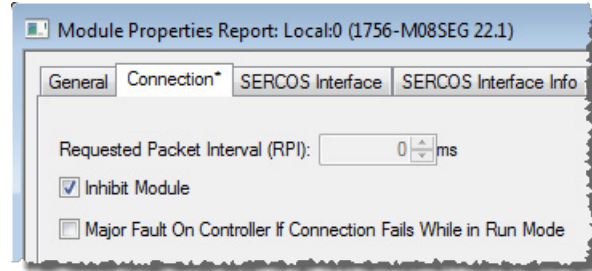 Module Properties Report: Local:0 (1756-M08SEG 22.1)
General Connection* SERCOS Interface SERCOS Interface Info
Requested Packet Interval (RPI): 0 ms
Inhibit Module
Major Fault On Controller If Connection Fails While in Run Mode